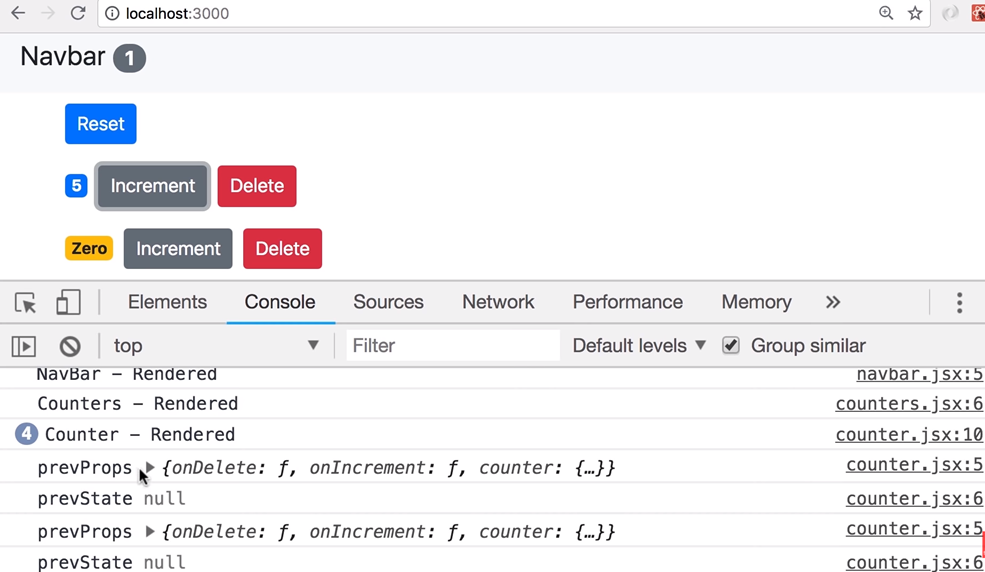 localhost:3000
Navbar 1
Reset
5 Increment Delete
Zero Increment Delete
Elements Console Sources Network Performance Memory »
top ▼ Filter Default levels ▼ Group similar
NavBar – Rendered navbar.jsx:5
Counters – Rendered counters.jsx:6
4 Counter – Rendered counter.jsx:10
prevProps ▶ {onDelete: ƒ, onIncrement: ƒ, counter: {…}} counter.jsx:5
prevState null counter.jsx:6
prevProps ▶ {onDelete: ƒ, onIncrement: ƒ, counter: {…}} counter.jsx:5
prevState null counter.jsx:6